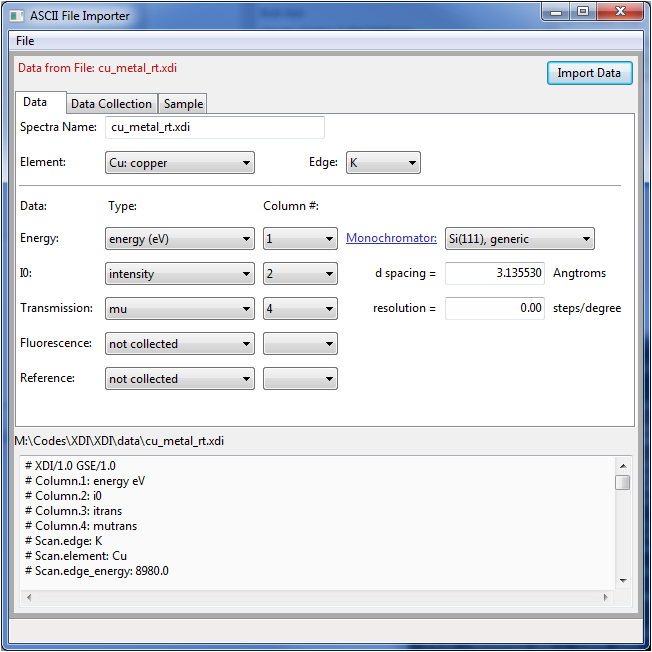 ASCII File Importer
File
Data from File: cu_metal_rt.xdi
Import Data
Data Data Collection Sample
Spectra Name: cu_metal_rt.xdi
Element: Cu: copper Edge: K
Data: Type: Column #:
Energy: energy (eV) 1 Monochromator: Si(111), generic
I0: intensity 2 d spacing = 3.135530 Angtroms
Transmission: mu 4 resolution = 0.00 steps/degree
Fluorescence: not collected
Reference: not collected
M:\Codes\XDI\XDI\data\cu_metal_rt.xdi
# XDI/1.0 GSE/1.0
# Column.1: energy eV
# Column.2: i0
# Column.3: itrans
# Column.4: mutrans
# Scan.edge: K
# Scan.element: Cu
# Scan.edge_energy: 8980.0